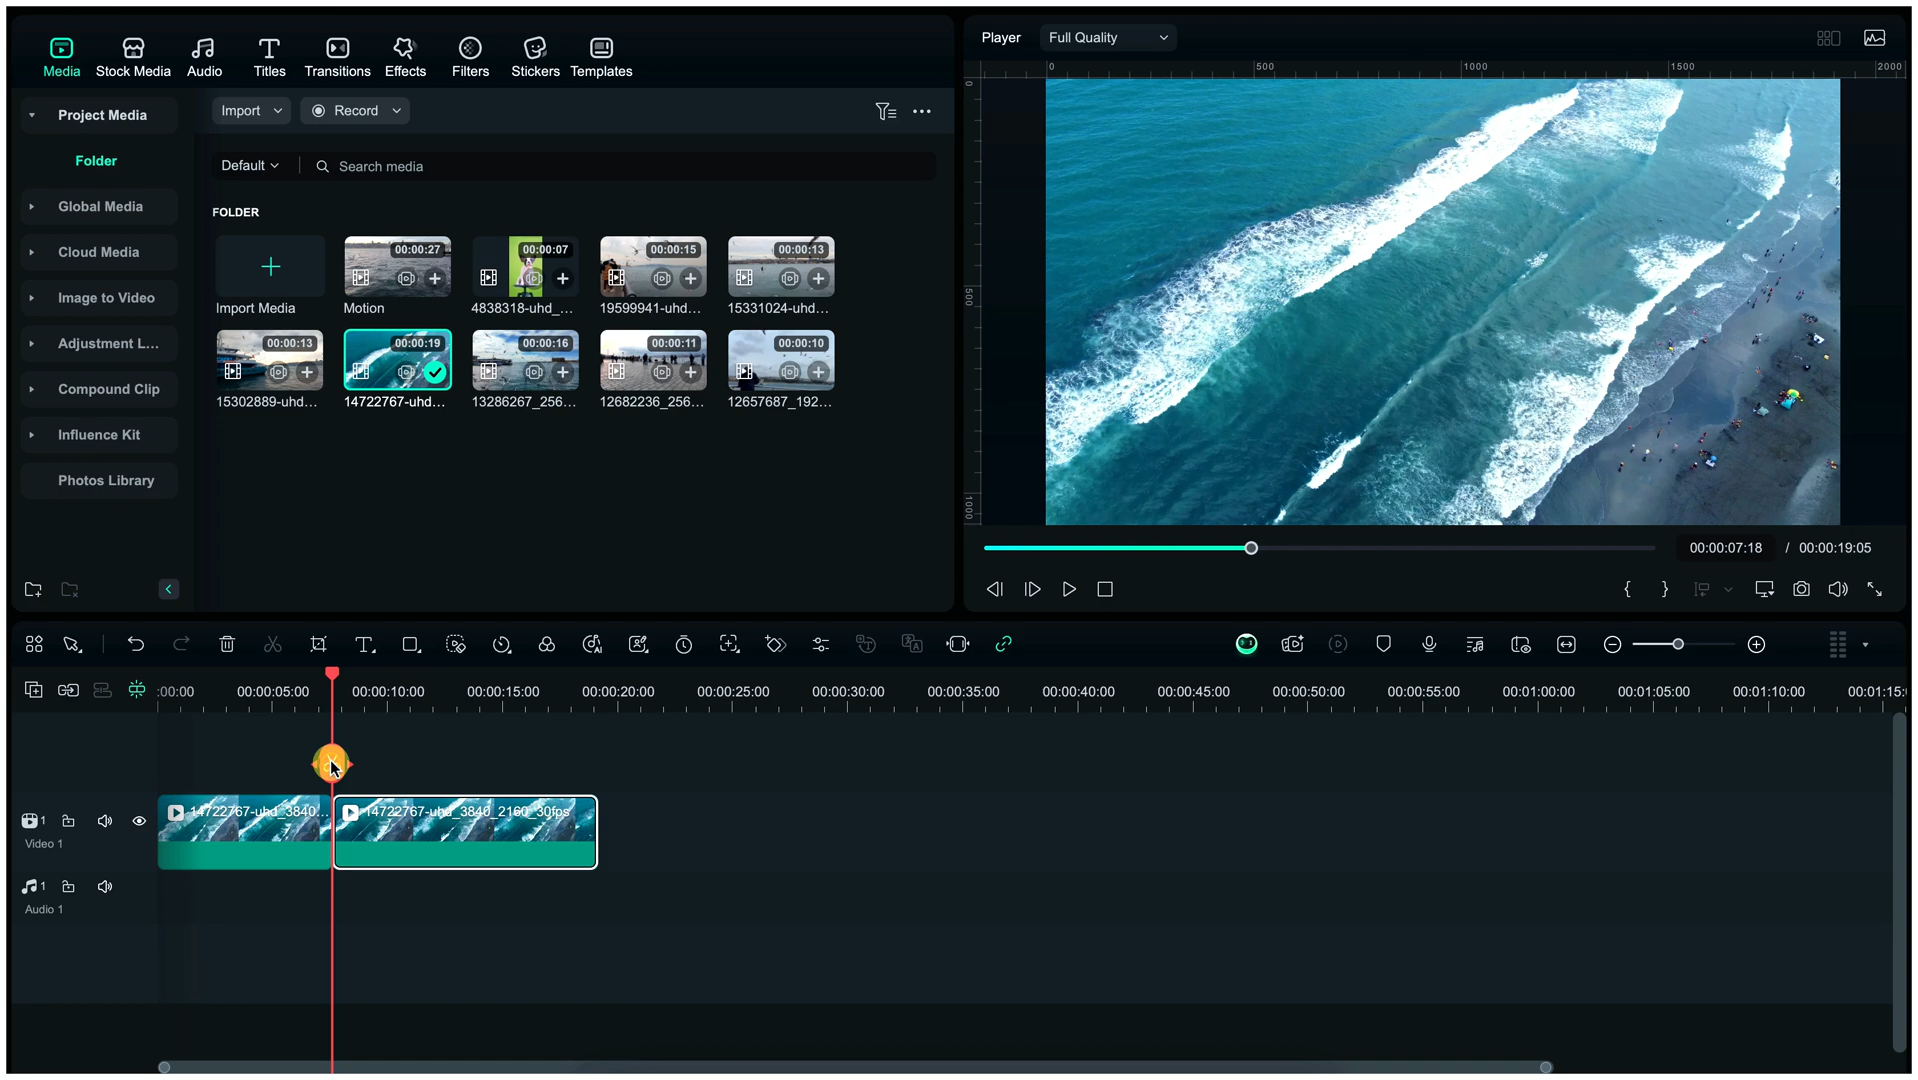 Media Stock Media Audio Titles Transitions Effects Filters Stickers Templates
Player Full Quality
0 500 1000 1500 2000
0
500
1000
Project Media
Folder
Global Media
Cloud Media
Image to Video
Adjustment L...
Compound Clip
Influence Kit
Photos Library
Import Record
Default Search media
FOLDER
00:00:27 00:00:07 00:00:15 00:00:13
Import Media Motion 4838318-uhd_... 19599941-uhd... 15331024-uhd...
00:00:13 00:00:19 00:00:16 00:00:11 00:00:10
15302889-uhd... 14722767-uhd... 13286267_256... 12682236_256... 12657687_192...
00:00:07:18 / 00:00:19:05
:00:00 00:00:05:00 00:00:10:00 00:00:15:00 00:00:20:00 00:00:25:00 00:00:30:00 00:00:35:00 00:00:40:00 00:00:45:00 00:00:50:00 00:00:55:00 00:01:00:00 00:01:05:00 00:01:10:00 00:01:15:
14722767-uhd_3840... 14722767-uhd_3840_2160_30fps
1
Video 1
1
Audio 1